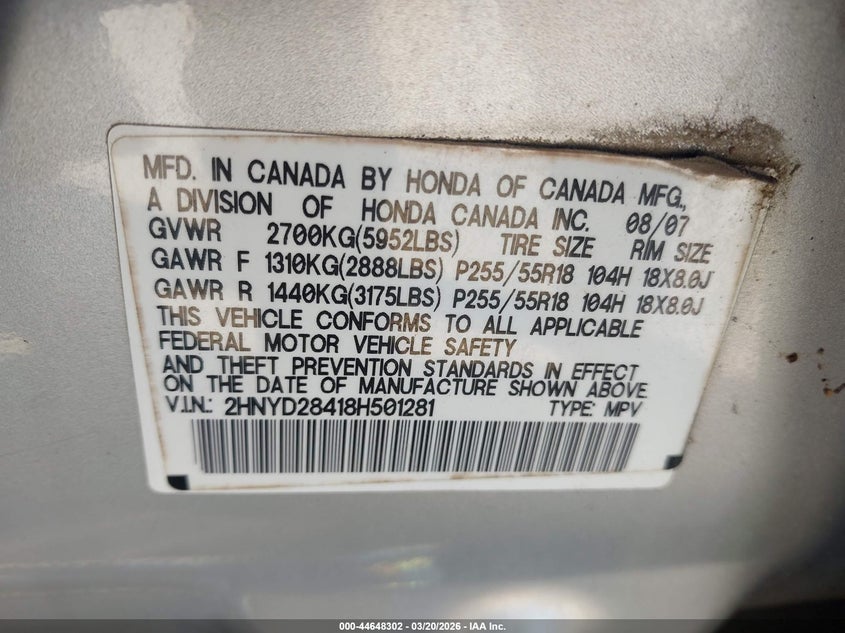 MFD. IN CANADA BY HONDA OF CANADA MFG.,
A DIVISION OF HONDA CANADA INC. 08/07
GVWR 2700KG(5952LBS) TIRE SIZE RIM SIZE
GAWR F 1310KG(2888LBS) P255/55R18 104H 18X8.0J
GAWR R 1440KG(3175LBS) P255/55R18 104H 18X8.0J
THIS VEHICLE CONFORMS TO ALL APPLICABLE
FEDERAL MOTOR VEHICLE SAFETY
AND THEFT PREVENTION STANDARDS IN EFFECT
ON THE DATE OF MANUFACTURE SHOWN ABOVE
V.I.N.: 2HNYD28418H501281 TYPE: MPV
000-44648302 - 03/20/2026 - IAA Inc.